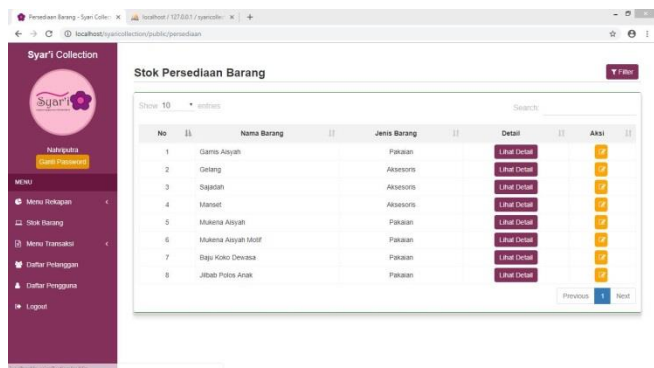 Persediaan Barang - Syari Collec
localhost / 127.0.0.1 / syaricollec
localhost/syaricollection/public/persediaan
Syar'i Collection
Syar'i
Nahriputra
Ganti Password
MENU
Menu Rekapan
Stok Barang
Menu Transaksi
Daftar Pelanggan
Daftar Pengguna
Logout
Stok Persediaan Barang
Filter
Show 10 entries
Search:
No Nama Barang Jenis Barang Detail Aksi
1 Gamis Aisyah Pakaian Lihat Detail
2 Gelang Aksesoris Lihat Detail
3 Sajadah Aksesoris Lihat Detail
4 Manset Aksesoris Lihat Detail
5 Mukena Aisyah Pakaian Lihat Detail
6 Mukena Aisyah Motif Pakaian Lihat Detail
7 Baju Koko Dewasa Pakaian Lihat Detail
8 Jilbab Polos Anak Pakaian Lihat Detail
Previous 1 Next